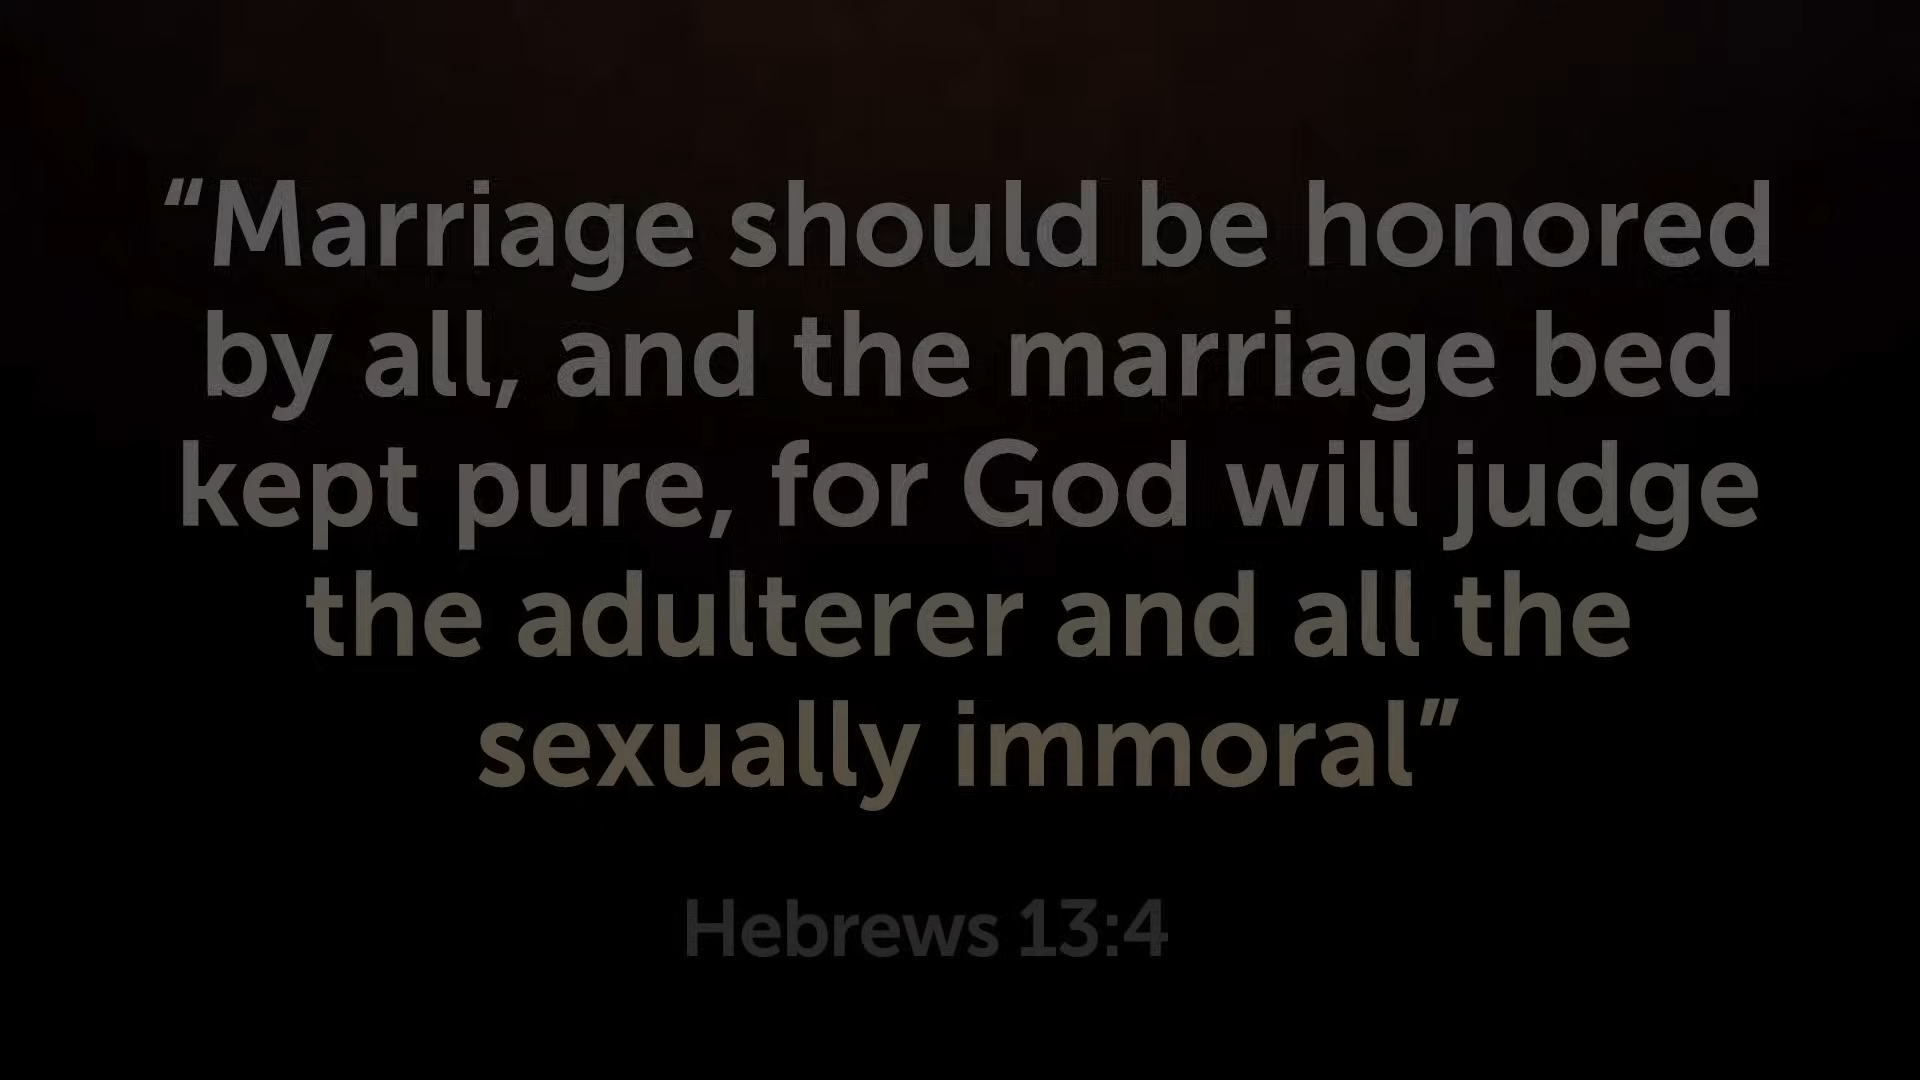 “Marriage should be honored
by all, and the marriage bed
kept pure, for God will judge
the adulterer and all the
sexually immoral”
Hebrews 13:4